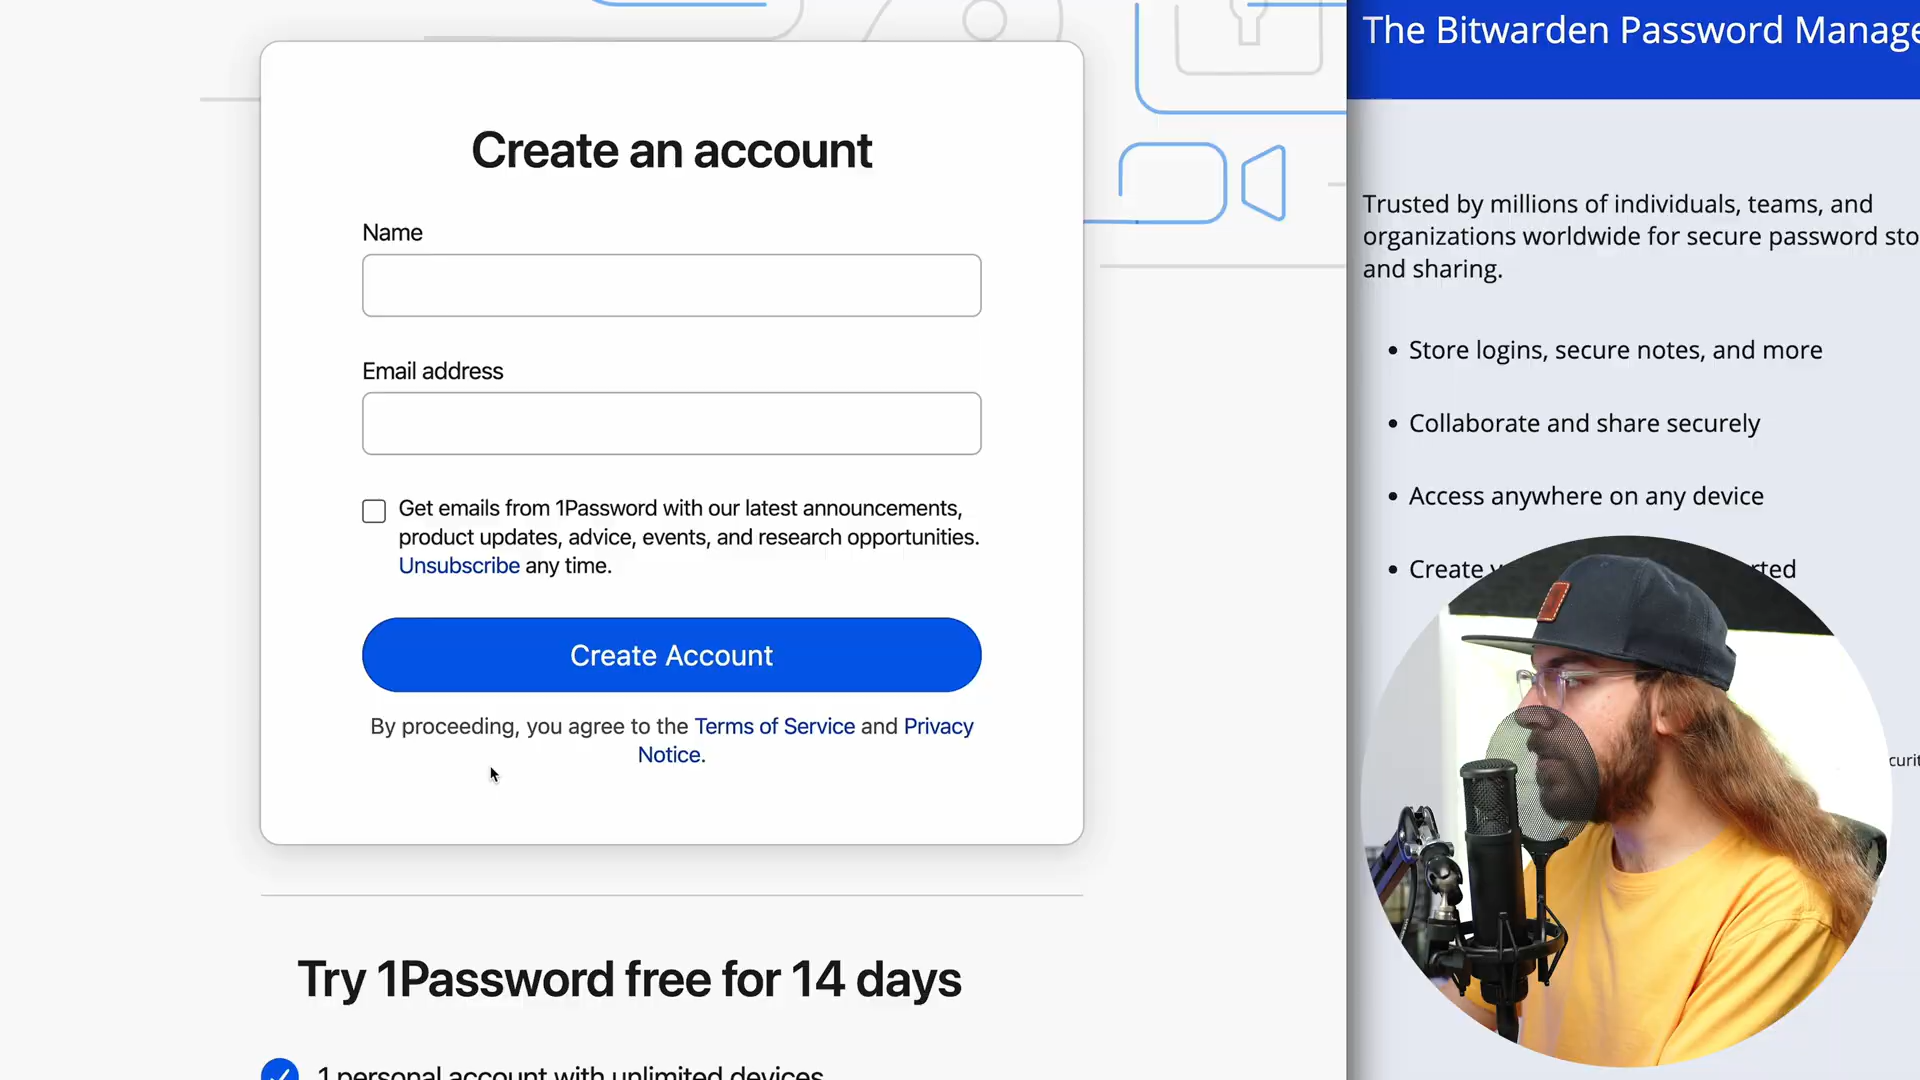 Create an account
Name
Email address
Get emails from 1Password with our latest announcements,
product updates, advice, events, and research opportunities.
Unsubscribe any time.
Create Account
By proceeding, you agree to the Terms of Service and Privacy
Notice.
Try 1Password free for 14 days
1 personal account with unlimited devices
The Bitwarden Password
Trusted by millions of individuals, teams, and
organizations worldwide for secure password
and sharing.
• Store logins, secure notes, and more
• Collaborate and share securely
• Access anywhere on any device
• Create